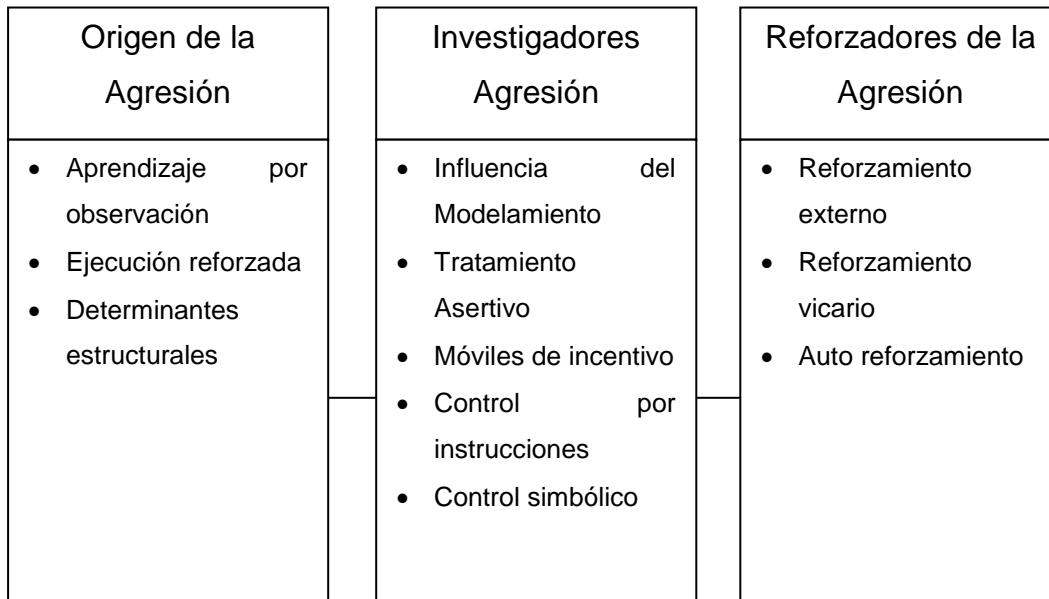 Origen de la
Agresión
• Aprendizaje por
observación
• Ejecución reforzada
• Determinantes
estructurales
Investigadores
Agresión
• Influencia del
Modelamiento
• Tratamiento
Asertivo
• Móviles de incentivo
• Control por
instrucciones
• Control simbólico
Reforzadores de la
Agresión
• Reforzamiento
externo
• Reforzamiento
vicario
• Auto reforzamiento